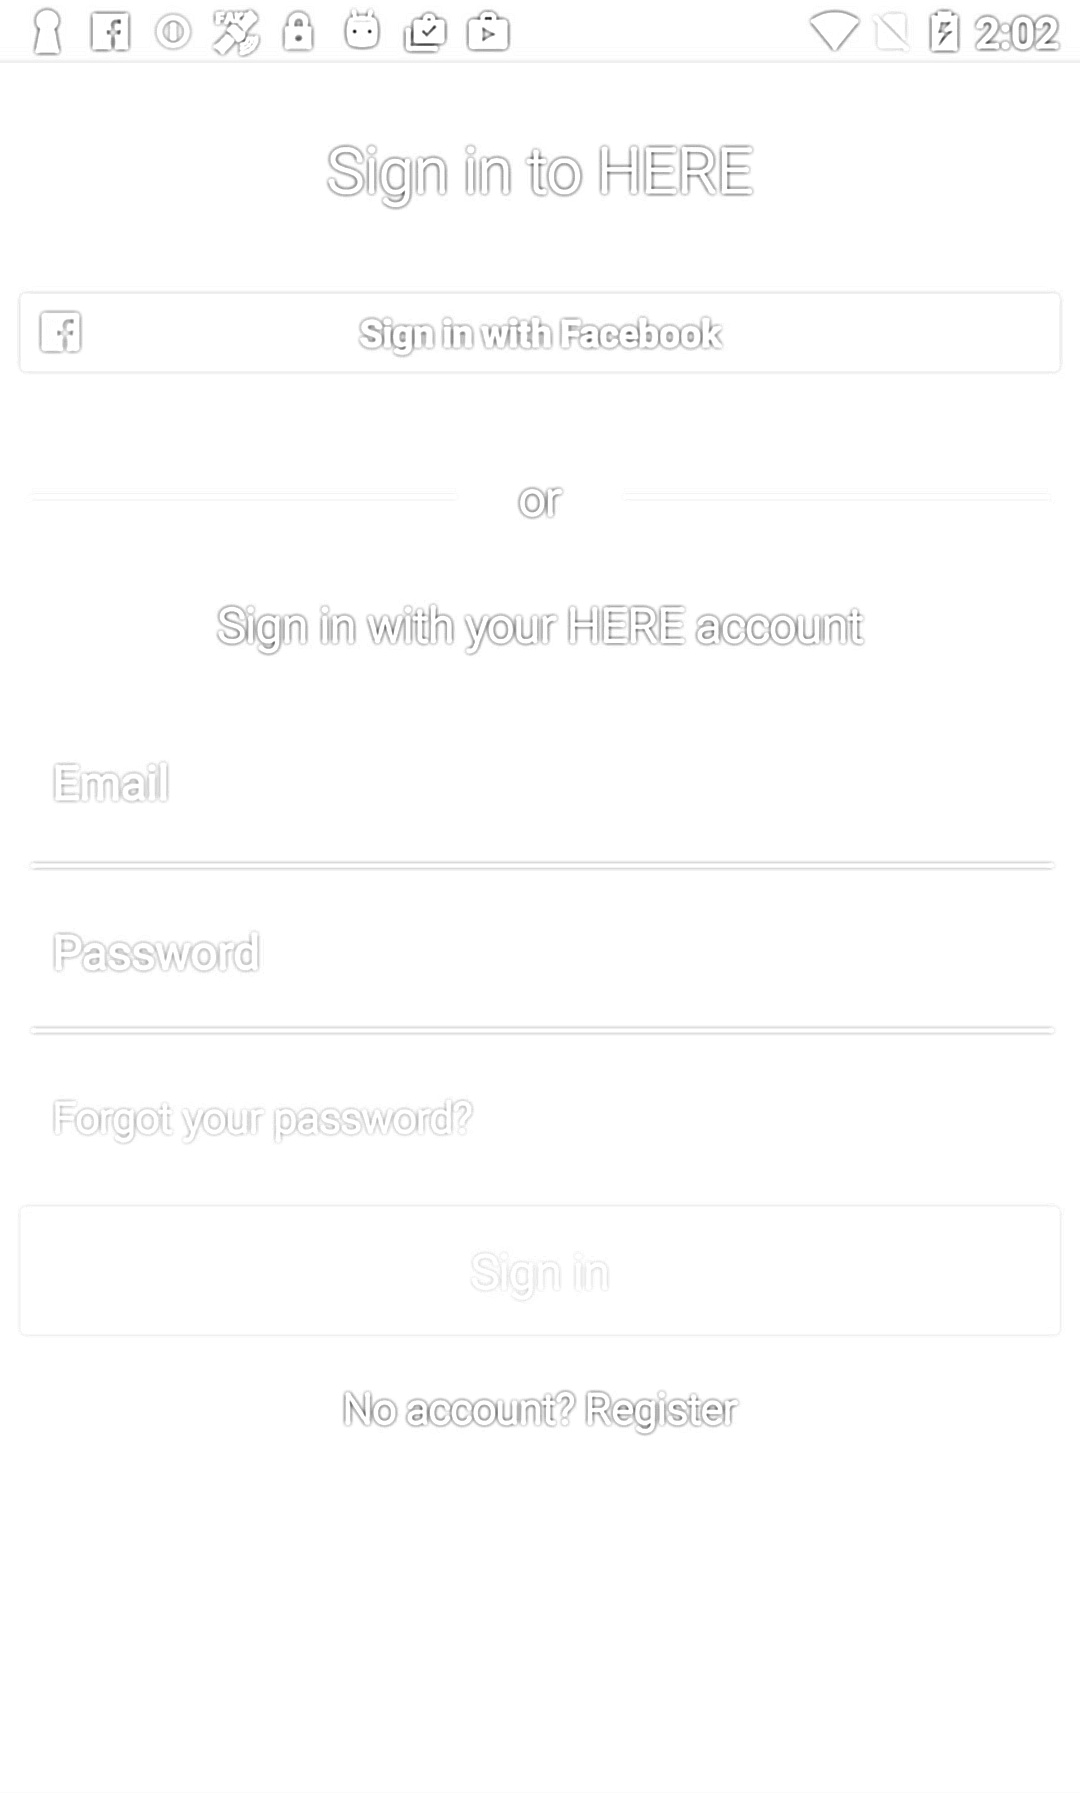 FAV
2:02
Sign in to HERE
Sign in with Facebook
or
Sign in with your HERE account
Email
Password
Forgot your password?
Sign in
No account? Register